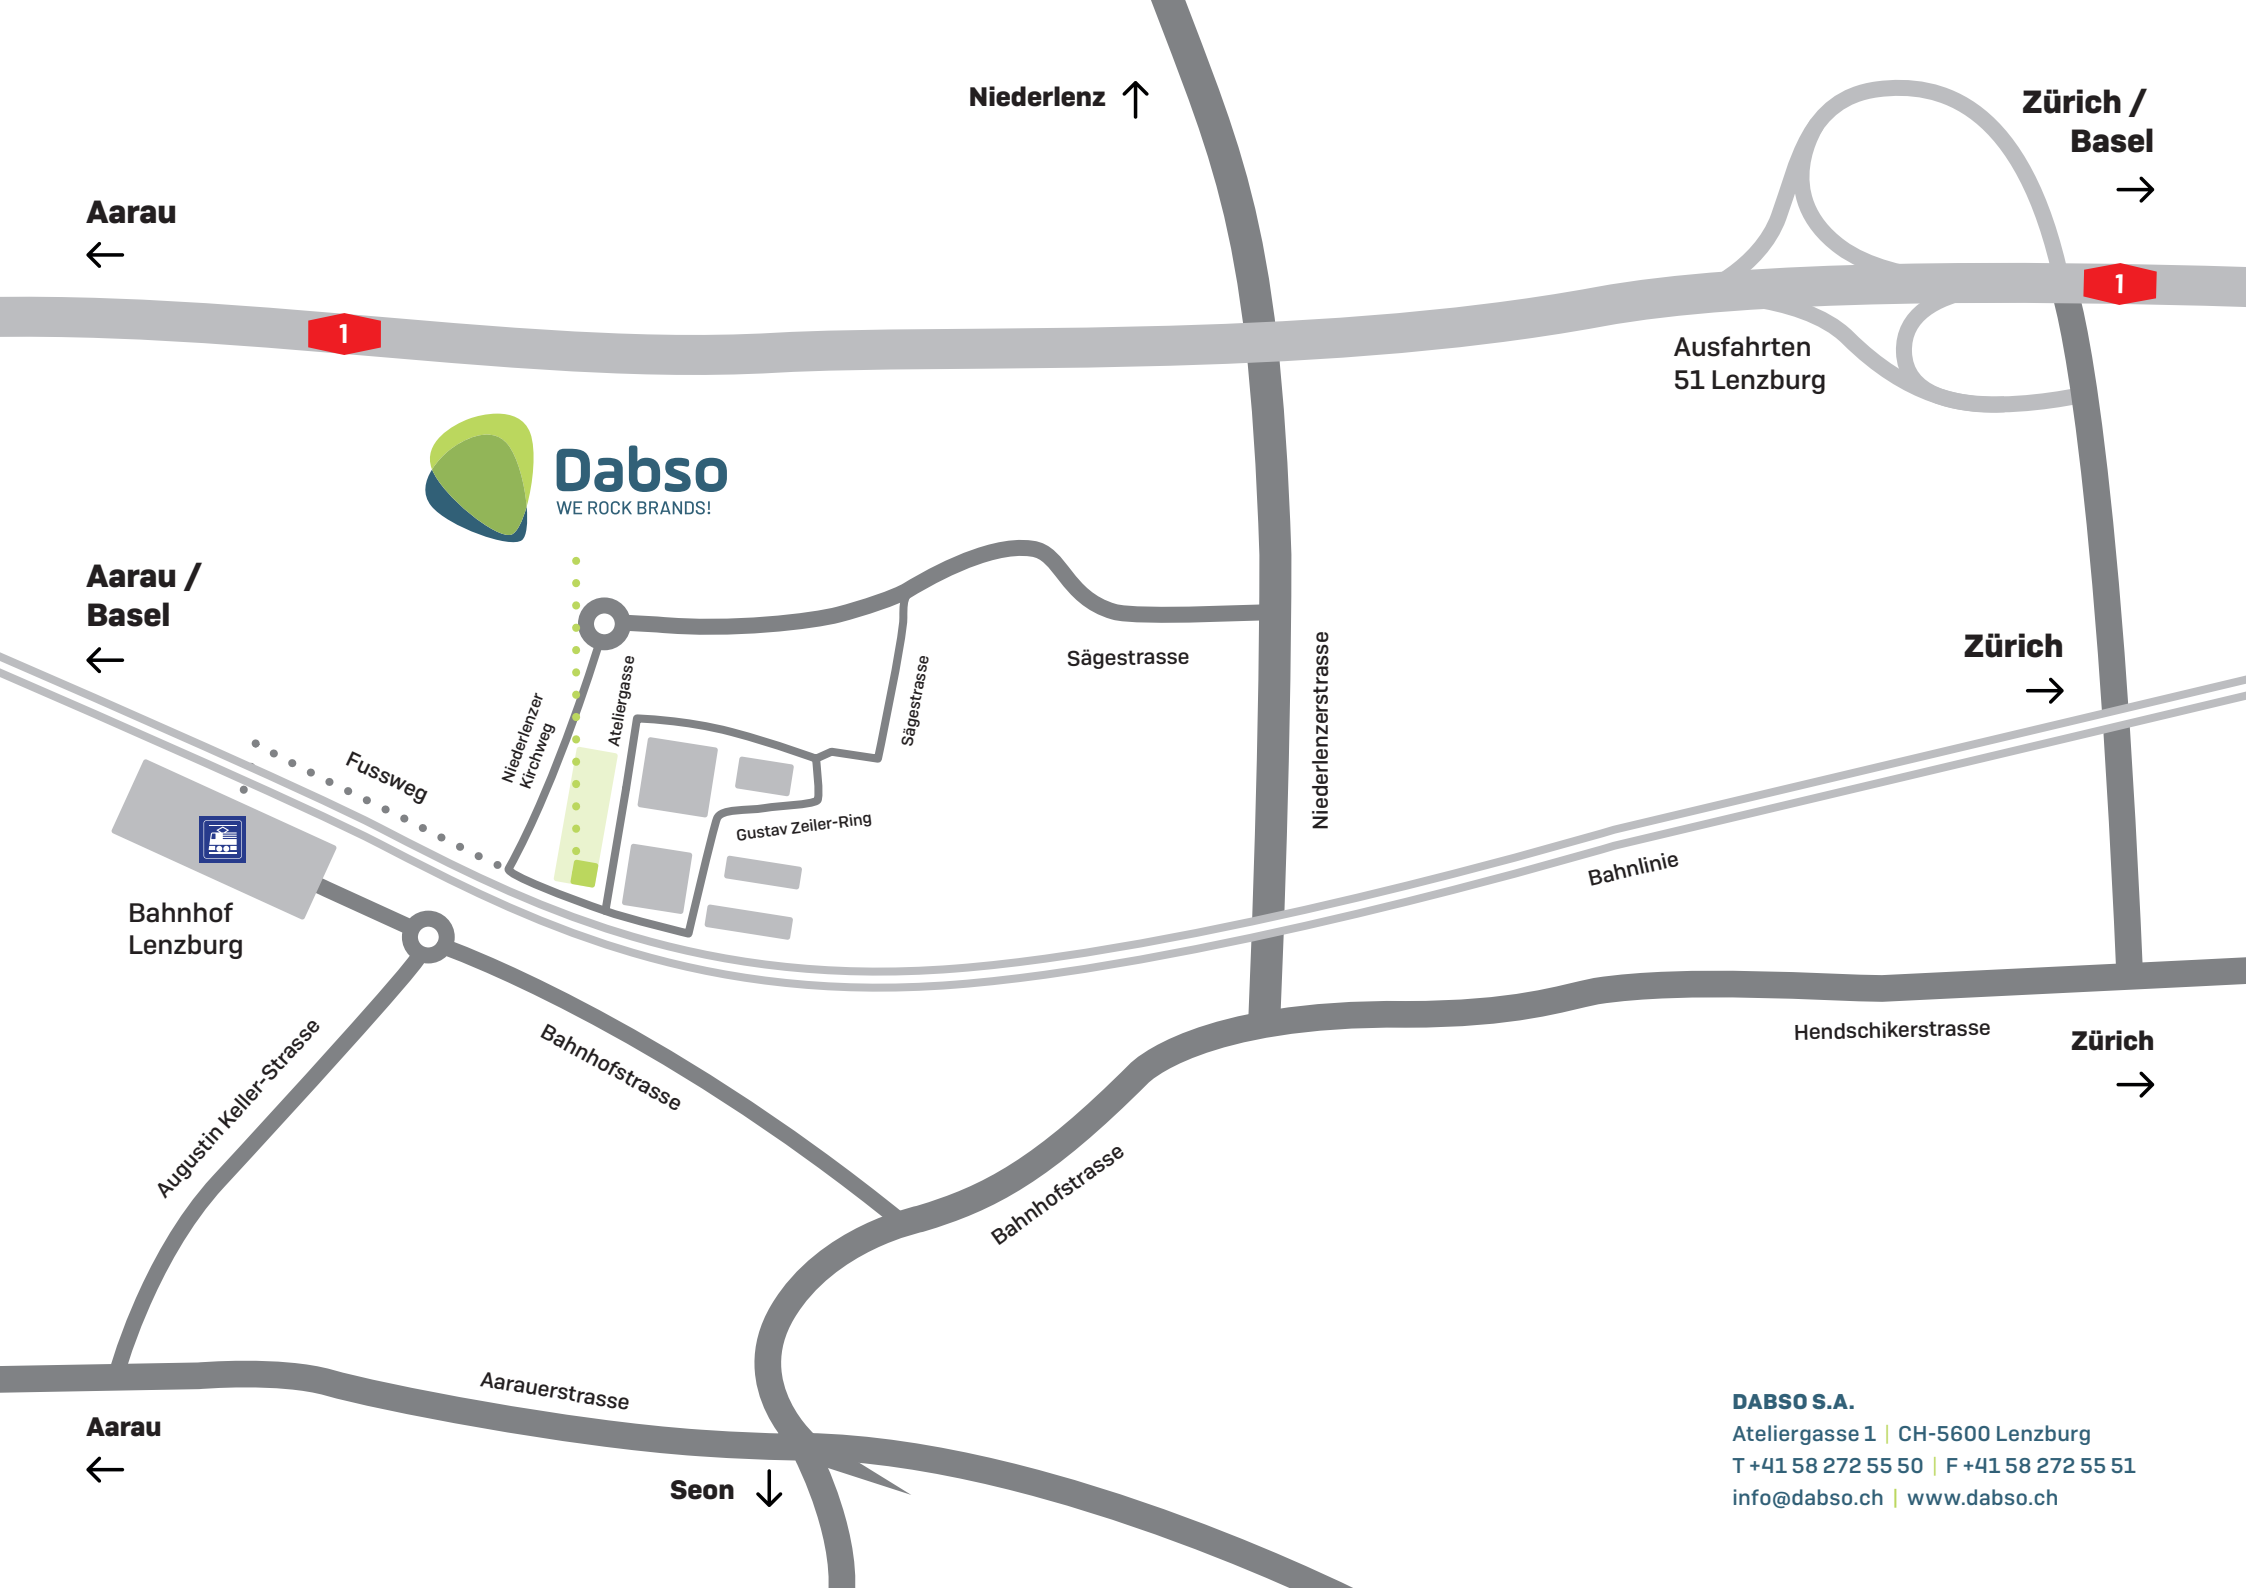 Niederlenz
Zürich /
Basel
Aarau
1
1
Ausfahrten
51 Lenzburg
Dabso
WE ROCK BRANDS!
Aarau /
Basel
Zürich
Sägestrasse
Niederlenzerstrasse
Ateliergasse
Sägestrasse
Niederlenzer
Kirchweg
Fussweg
Gustav Zeiler-Ring
Bahnlinie
Bahnhof
Lenzburg
Hendschikerstrasse
Zürich
Bahnhofstrasse
Augustin Keller-Strasse
Bahnhofstrasse
Aarauerstrasse
Aarau
Seon
DABSO S.A.
Ateliergasse 1 | CH-5600 Lenzburg
T +41 58 272 55 50 | F +41 58 272 55 51
info@dabso.ch | www.dabso.ch